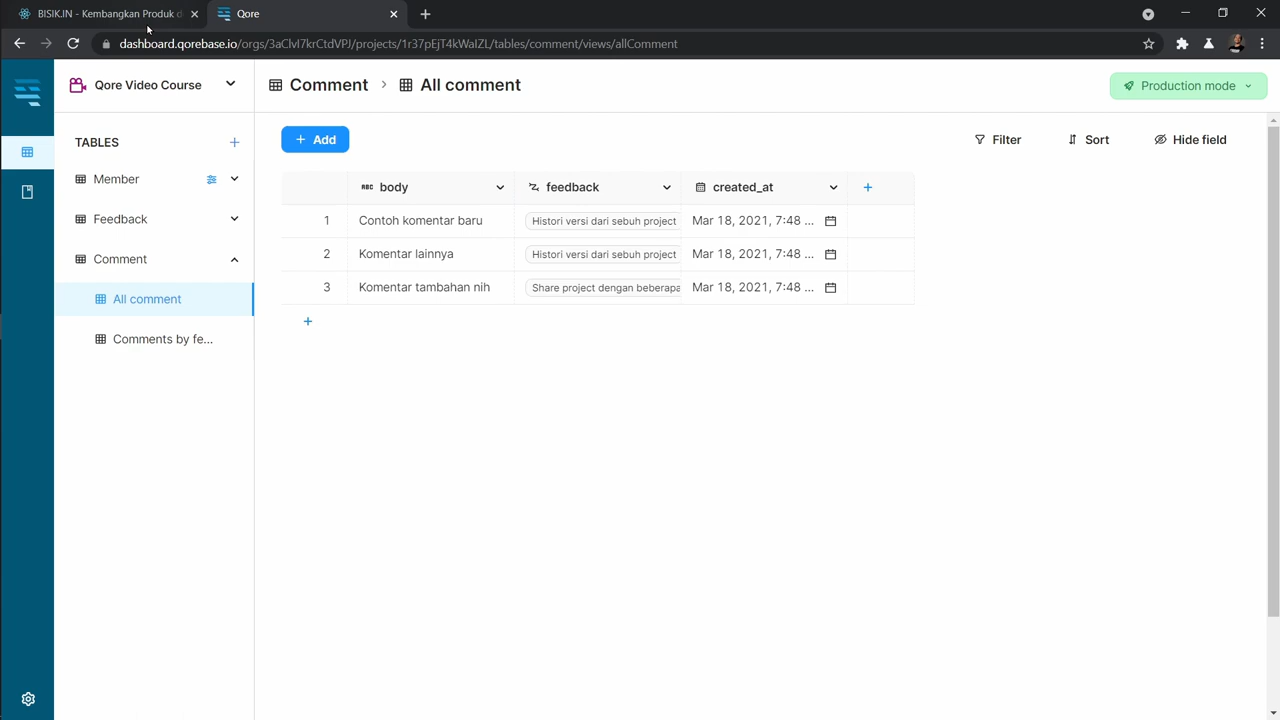 BISIK.IN - Kembangkan Produk d
Qore
dashboard.qorebase.io/orgs/3aClvI7krCtdVPJ/projects/1r37pEjT4kWaIZL/tables/comment/views/allComment
Qore Video Course
Comment > All comment
Production mode
TABLES
+ Add
Filter
Sort
Hide field
Member
Feedback
Comment
All comment
Comments by fe...
ABC body
feedback
created_at
1 Contoh komentar baru Histori versi dari sebuh project Mar 18, 2021, 7:48 ...
2 Komentar lainnya Histori versi dari sebuh project Mar 18, 2021, 7:48 ...
3 Komentar tambahan nih Share project dengan beberapa Mar 18, 2021, 7:48 ...